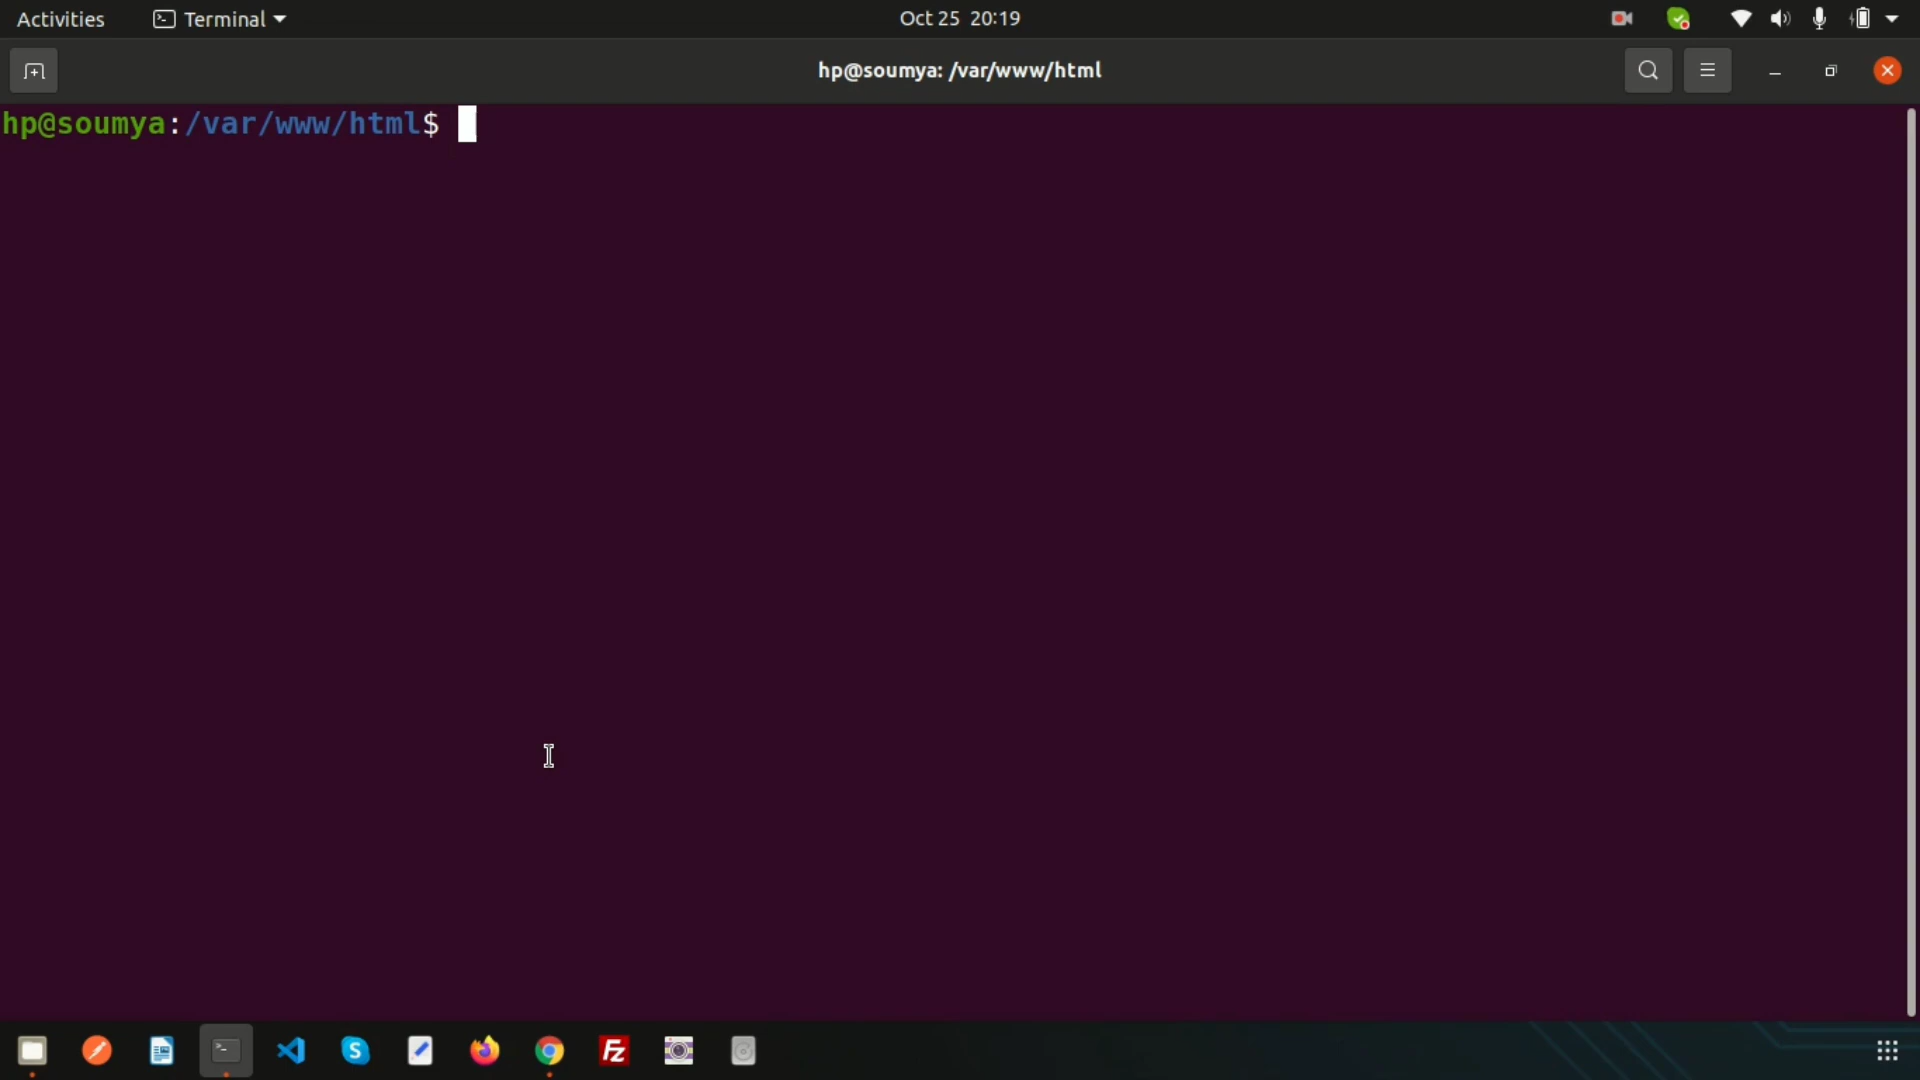 Activities Terminal Oct 25 20:19
hp@soumya: /var/www/html
hp@soumya:/var/www/html$